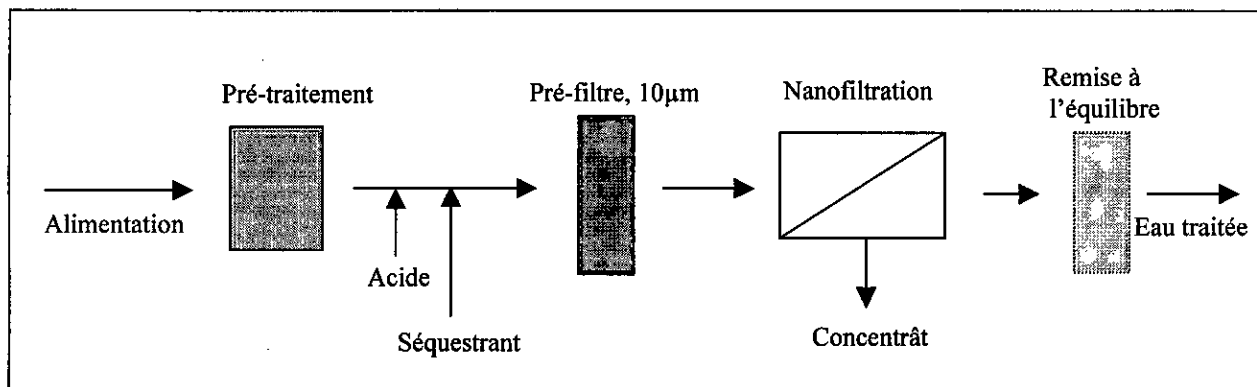 Pré-traitement
Pré-filtre, 10µm
Nanofiltration
Remise à
l'équilibre
Alimentation
Acide
Séquestrant
Concentrât
Eau traitée